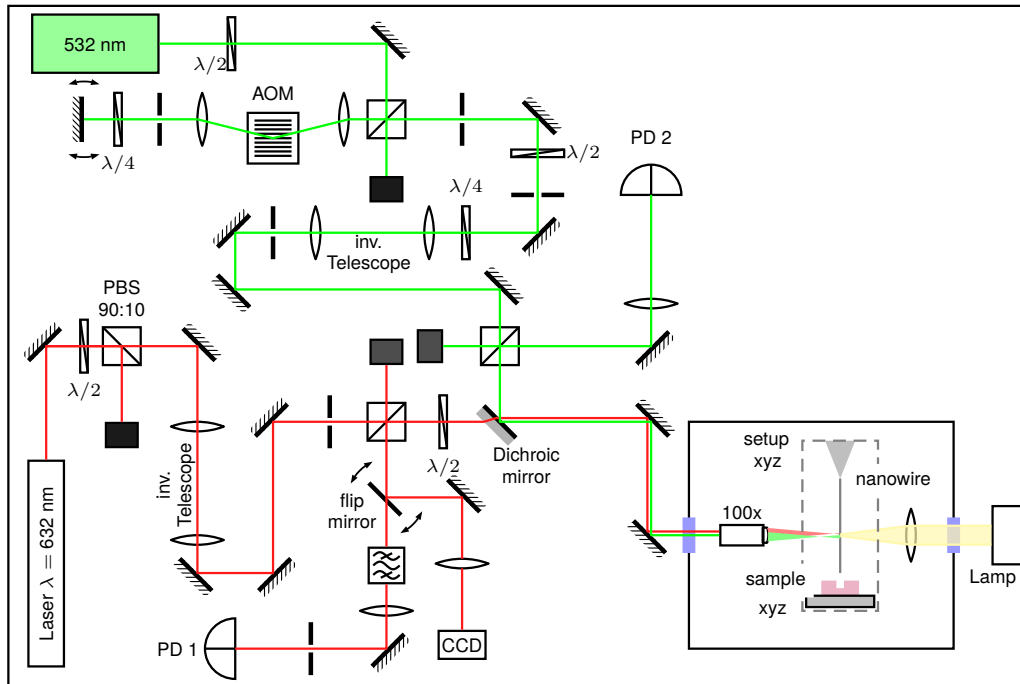 532 nm
λ/2
AOM
λ/4
λ/2
PD 2
λ/4
inv.
Telescope
PBS
90:10
λ/2
inv.
Telescope
Laser λ = 632 nm
λ/2
Dichroic
mirror
flip
mirror
PD 1
CCD
setup
xyz
nanowire
100x
sample
xyz
Lamp